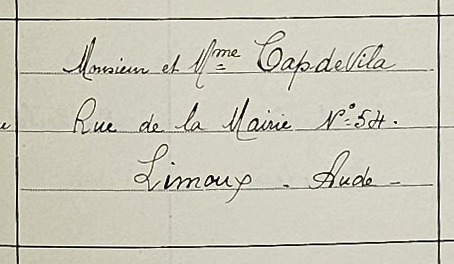 Monsieur et Mme Capdevila
Rue de la Mairie N° 54.
Limoux - Aude -